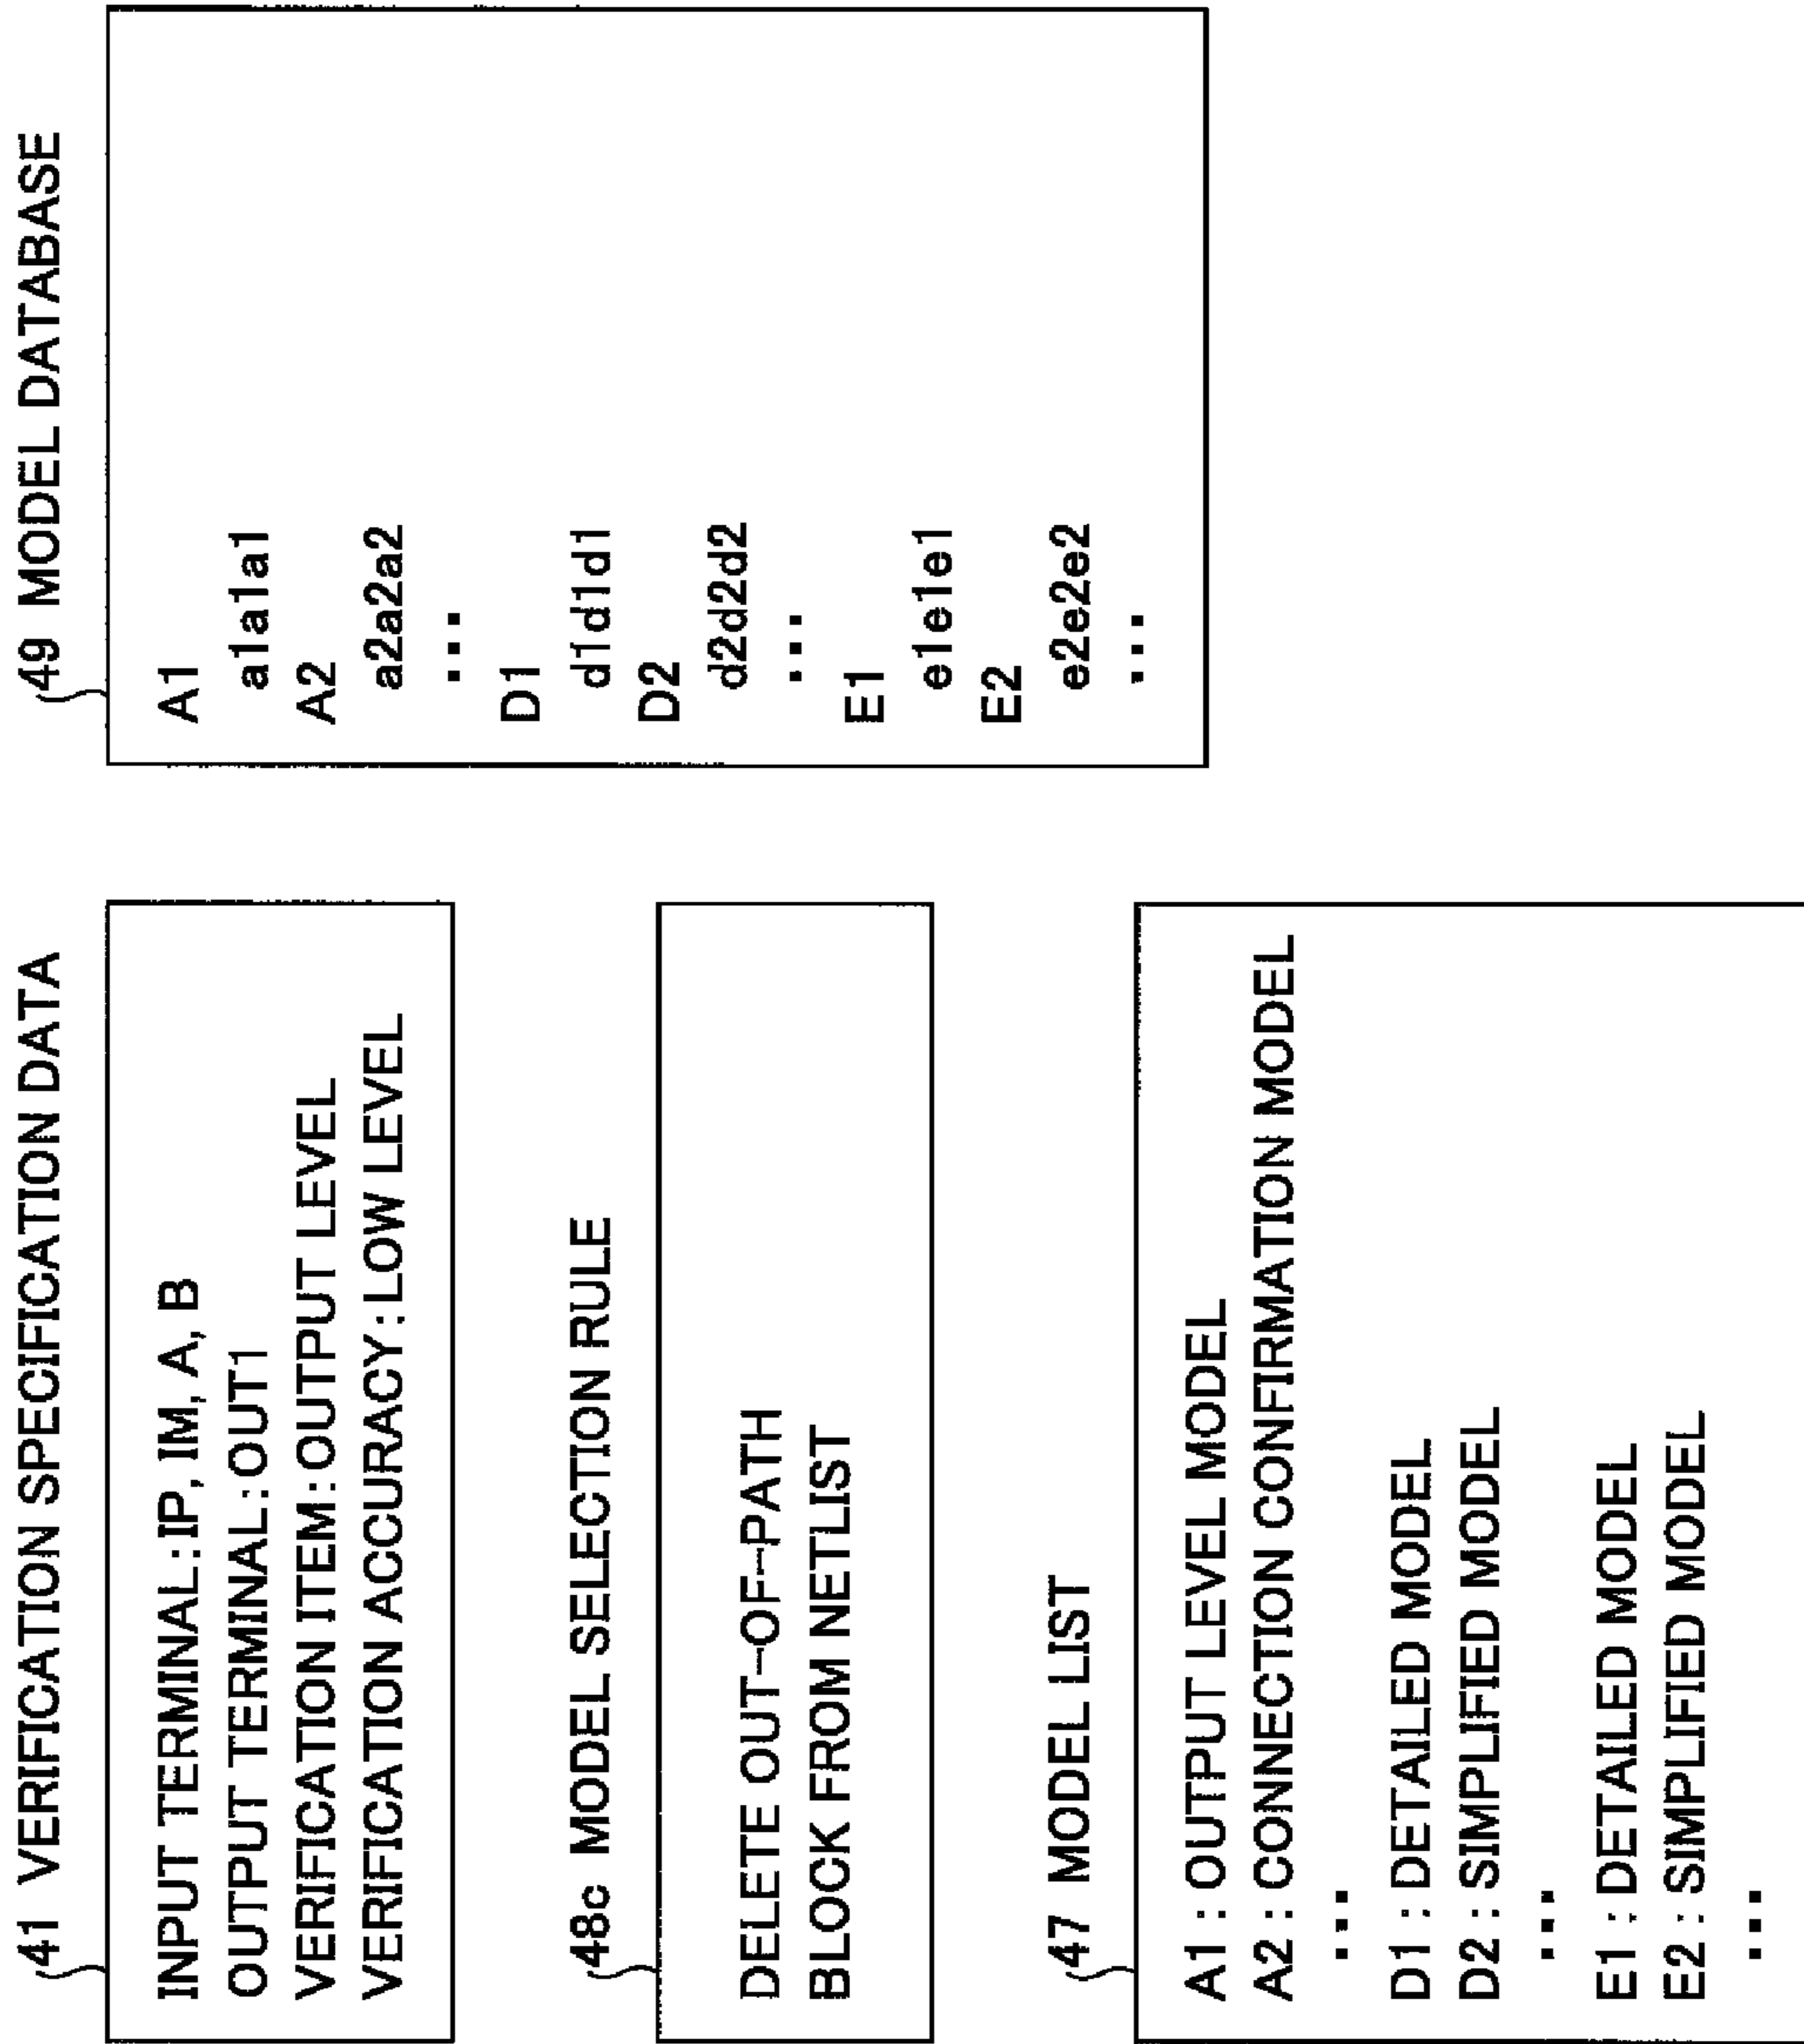 41 VERIFICATION SPECIFICATION DATA
INPUT TERMINAL:IP, IM, A, B
OUTPUT TERMINAL:OUT1
VERIFICATION ITEM:OUTPUT LEVEL
VERIFICATION ACCURACY:LOW LEVEL
48c MODEL SELECTION RULE
DELETE OUT-OF-PATH
BLOCK FROM NETLIST
47 MODEL LIST
A1 : OUTPUT LEVEL MODEL
A2 : CONNECTION CONFIRMATION MODEL
...
D1 : DETAILED MODEL
D2 : SIMPLIFIED MODEL
...
E1 : DETAILED MODEL
E2 : SIMPLIFIED MODEL
...
49 MODEL DATABASE
A1
a1a1a1
A2
a2a2a2
...
D1
d1d1d1
D2
d2d2d2
...
E1
e1e1e1
E2
e2e2e2
...